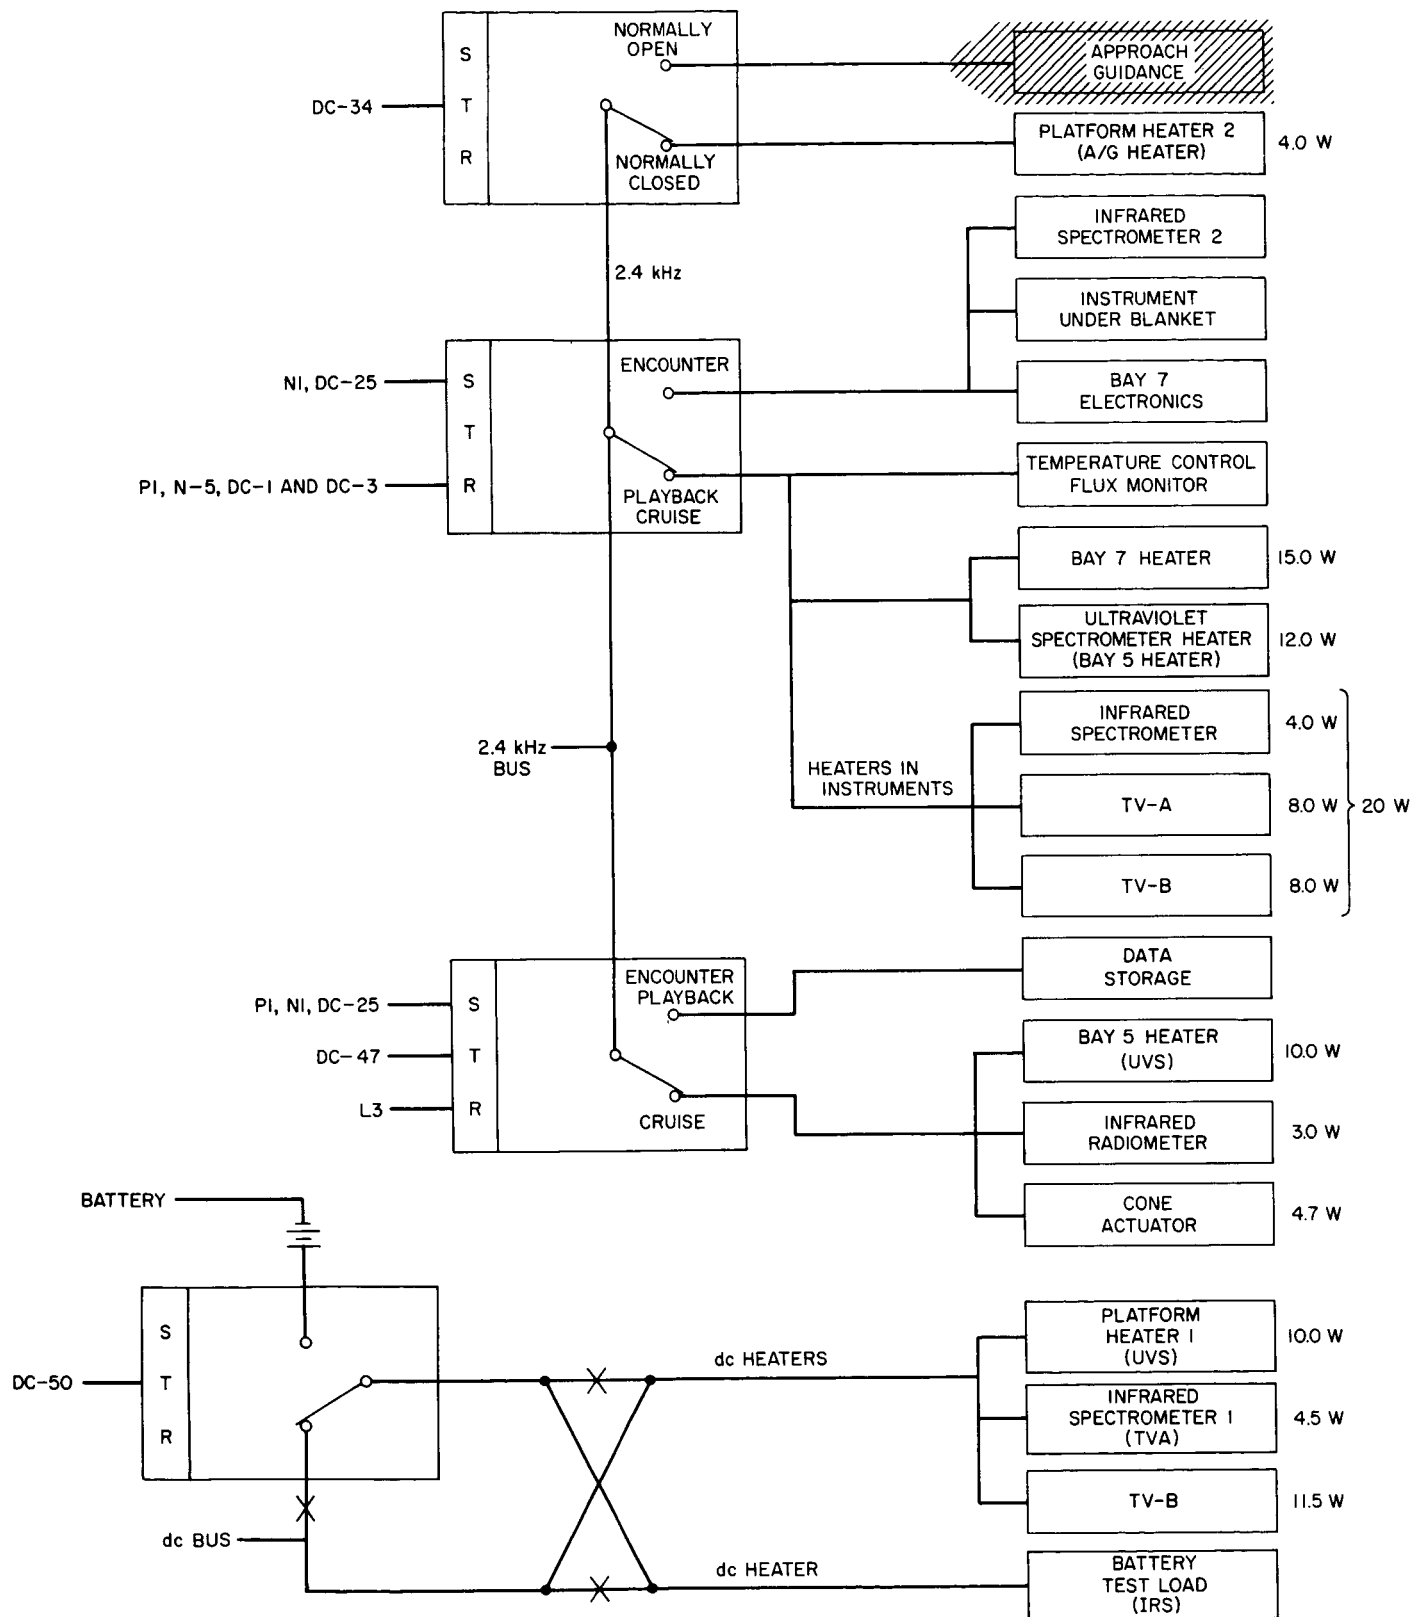 NORMALLY
OPEN
S
T
R
DC-34
NORMALLY
CLOSED
APPROACH
GUIDANCE
PLATFORM HEATER 2
(A/G HEATER)
4.0 W
2.4 kHz
INFRARED
SPECTROMETER 2
INSTRUMENT
UNDER BLANKET
BAY 7
ELECTRONICS
N1, DC-25
P1, N-5, DC-1 AND DC-3
S
T
R
ENCOUNTER
PLAYBACK
CRUISE
TEMPERATURE CONTROL
FLUX MONITOR
BAY 7 HEATER
15.0 W
ULTRAVIOLET
SPECTROMETER HEATER
(BAY 5 HEATER)
12.0 W
2.4 kHz
BUS
HEATERS IN
INSTRUMENTS
INFRARED
SPECTROMETER
4.0 W
TV-A
8.0 W
20 W
TV-B
8.0 W
P1, N1, DC-25
DC-47
L3
S
T
R
ENCOUNTER
PLAYBACK
CRUISE
DATA
STORAGE
BAY 5 HEATER
(UVS)
10.0 W
INFRARED
RADIOMETER
3.0 W
CONE
ACTUATOR
4.7 W
BATTERY
DC-50
S
T
R
dc BUS
dc HEATERS
PLATFORM
HEATER 1
(UVS)
10.0 W
INFRARED
SPECTROMETER 1
(TVA)
4.5 W
TV-B
11.5 W
dc HEATER
BATTERY
TEST LOAD
(IRS)